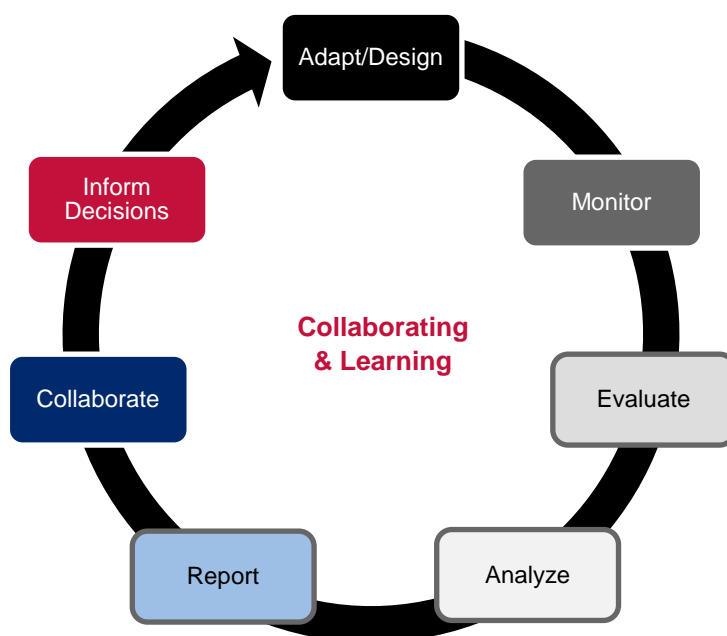 Adapt/Design
Monitor
Evaluate
Analyze
Report
Collaborate
Inform
Decisions
Collaborating
& Learning